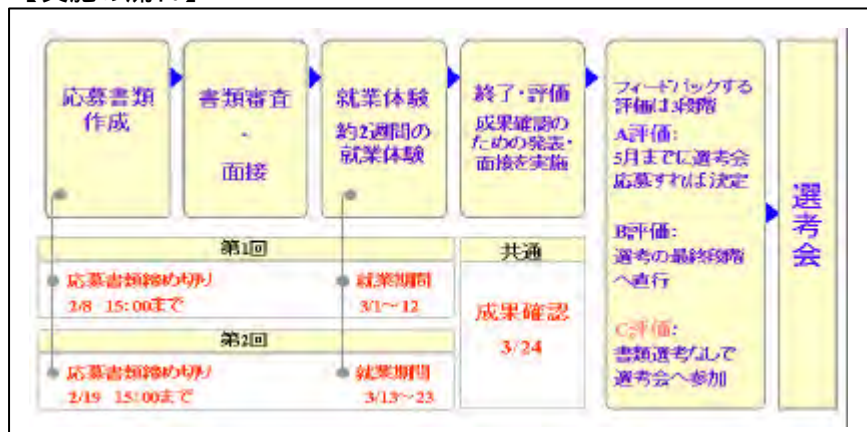 応募書類
作成
書類審査
・
面接
就業体験
約2週間の
就業体験
終了・評価
成果確認の
ための発表・
面接を実施
フィードバックする
評価は3段階
A評価:
5月までに選考会
応募すれば決定
B評価:
選考の最終段階
へ直行
C評価:
書類選考なしで
選考会へ参加
選考会
第1回
応募書類締め切り
2/8 15:00まで
就業期間
3/1~12
第2回
応募書類締め切り
2/19 15:00まで
就業期間
3/13~23
共通
成果確認
3/24